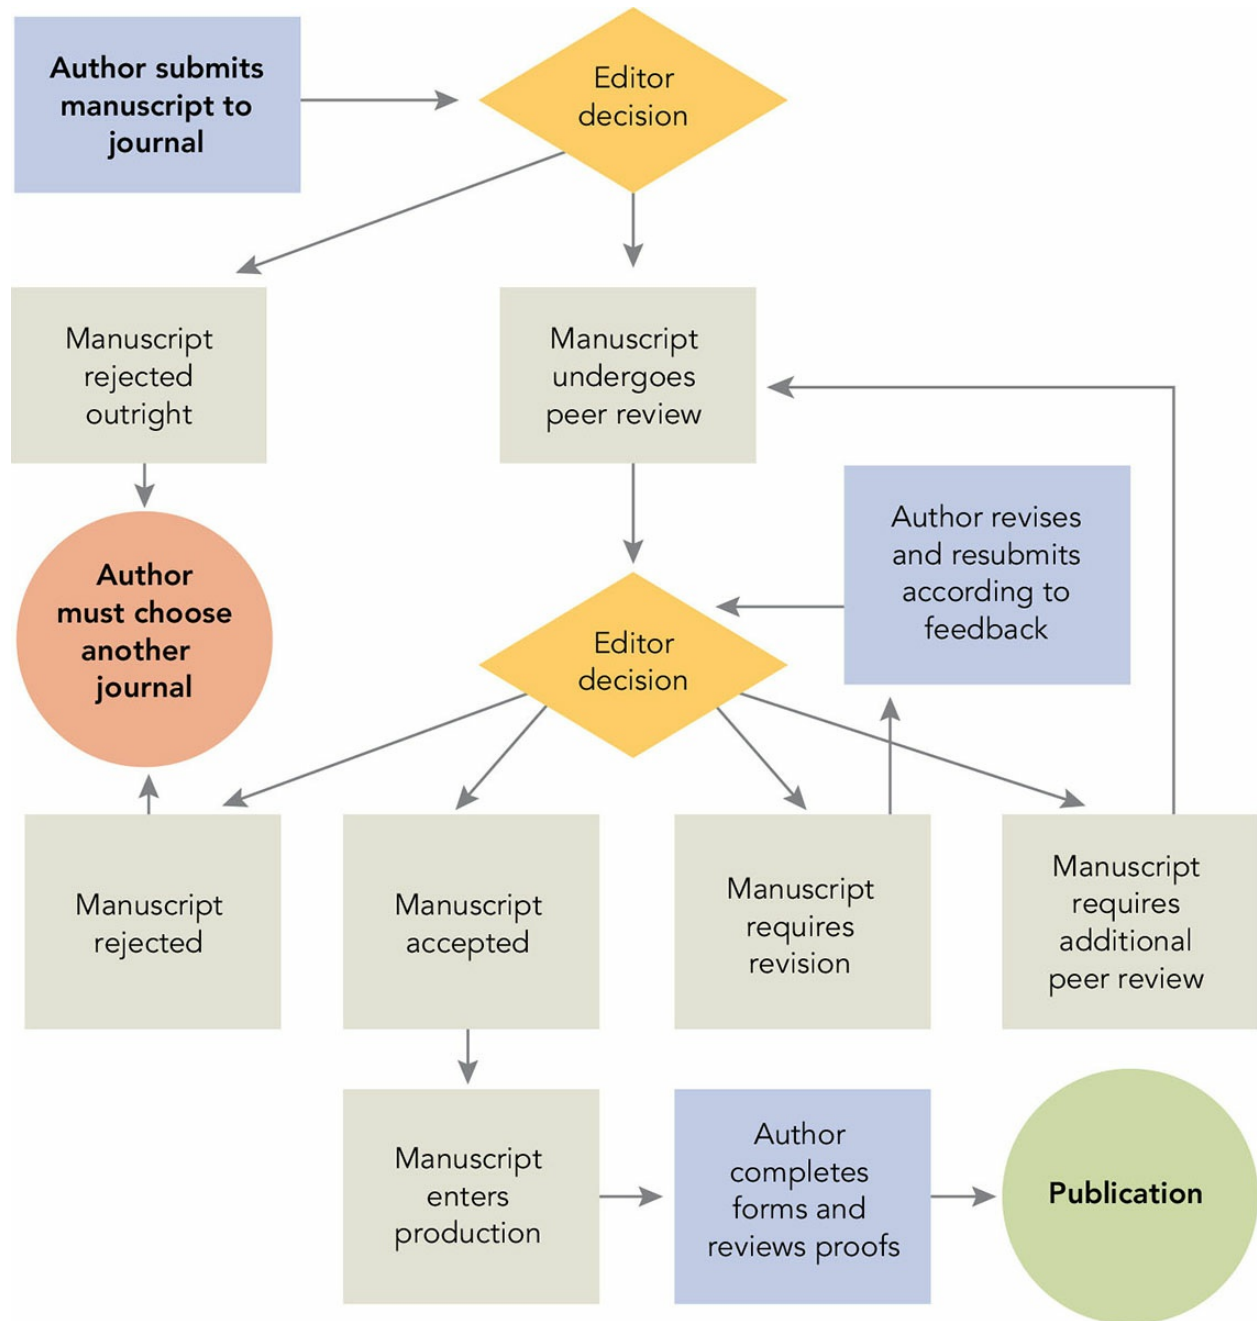 Author submits
manuscript to
journal
Editor
decision
Manuscript
rejected
outright
Manuscript
undergoes
peer review
Author revises
and resubmits
according to
feedback
Author
must choose
another
journal
Editor
decision
Manuscript
rejected
Manuscript
accepted
Manuscript
requires
revision
Manuscript
requires
additional
peer review
Manuscript
enters
production
Author
completes
forms and
reviews proofs
Publication